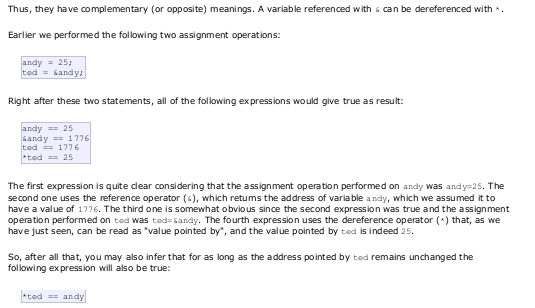 Thus, they have complementary (or opposite) meanings. A variable referenced with & can be dereferenced with *.
Earlier we performed the following two assignment operations:
andy = 25;
ted = &andy;
Right after these two statements, all of the following expressions would give true as result:
andy == 25
&andy == 1776
ted == 1776
*ted == 25
The first expression is quite clear considering that the assignment operation performed on andy was andy=25. The
second one uses the reference operator (&), which returns the address of variable andy, which we assumed it to
have a value of 1776. The third one is somewhat obvious since the second expression was true and the assignment
operation performed on ted was ted=&andy. The fourth expression uses the dereference operator (*) that, as we
have just seen, can be read as "value pointed by", and the value pointed by ted is indeed 25.
So, after all that, you may also infer that for as long as the address pointed by ted remains unchanged the
following expression will also be true:
*ted == andy